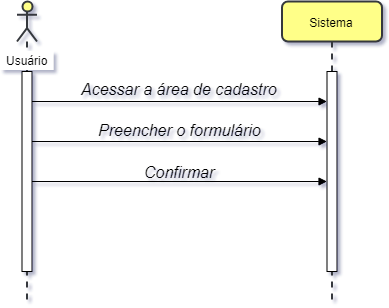 Usuário
Sistema
Acessar a área de cadastro
Preencher o formulário
Confirmar